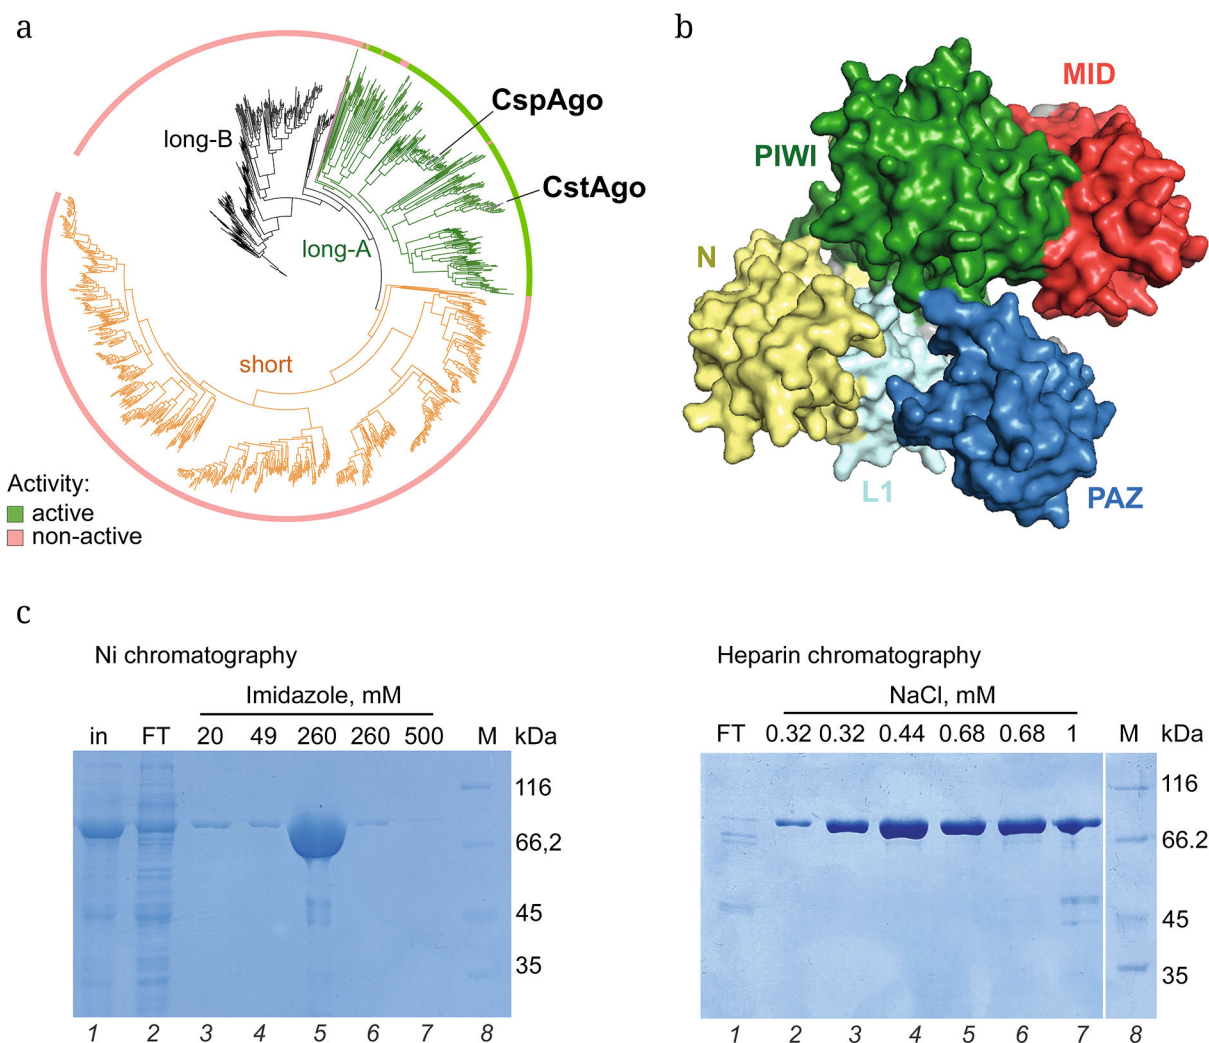 a
long-B
CspAgo
CstAgo
long-A
short
Activity:
active
non-active
b
MID
PIWI
N
L1
PAZ
c
Ni chromatography
Imidazole, mM
in FT 20 49 260 260 500 M kDa
116
66,2
45
35
1 2 3 4 5 6 7 8
Heparin chromatography
NaCl, mM
FT 0.32 0.32 0.44 0.68 0.68 1 M kDa
116
66.2
45
35
1 2 3 4 5 6 7 8